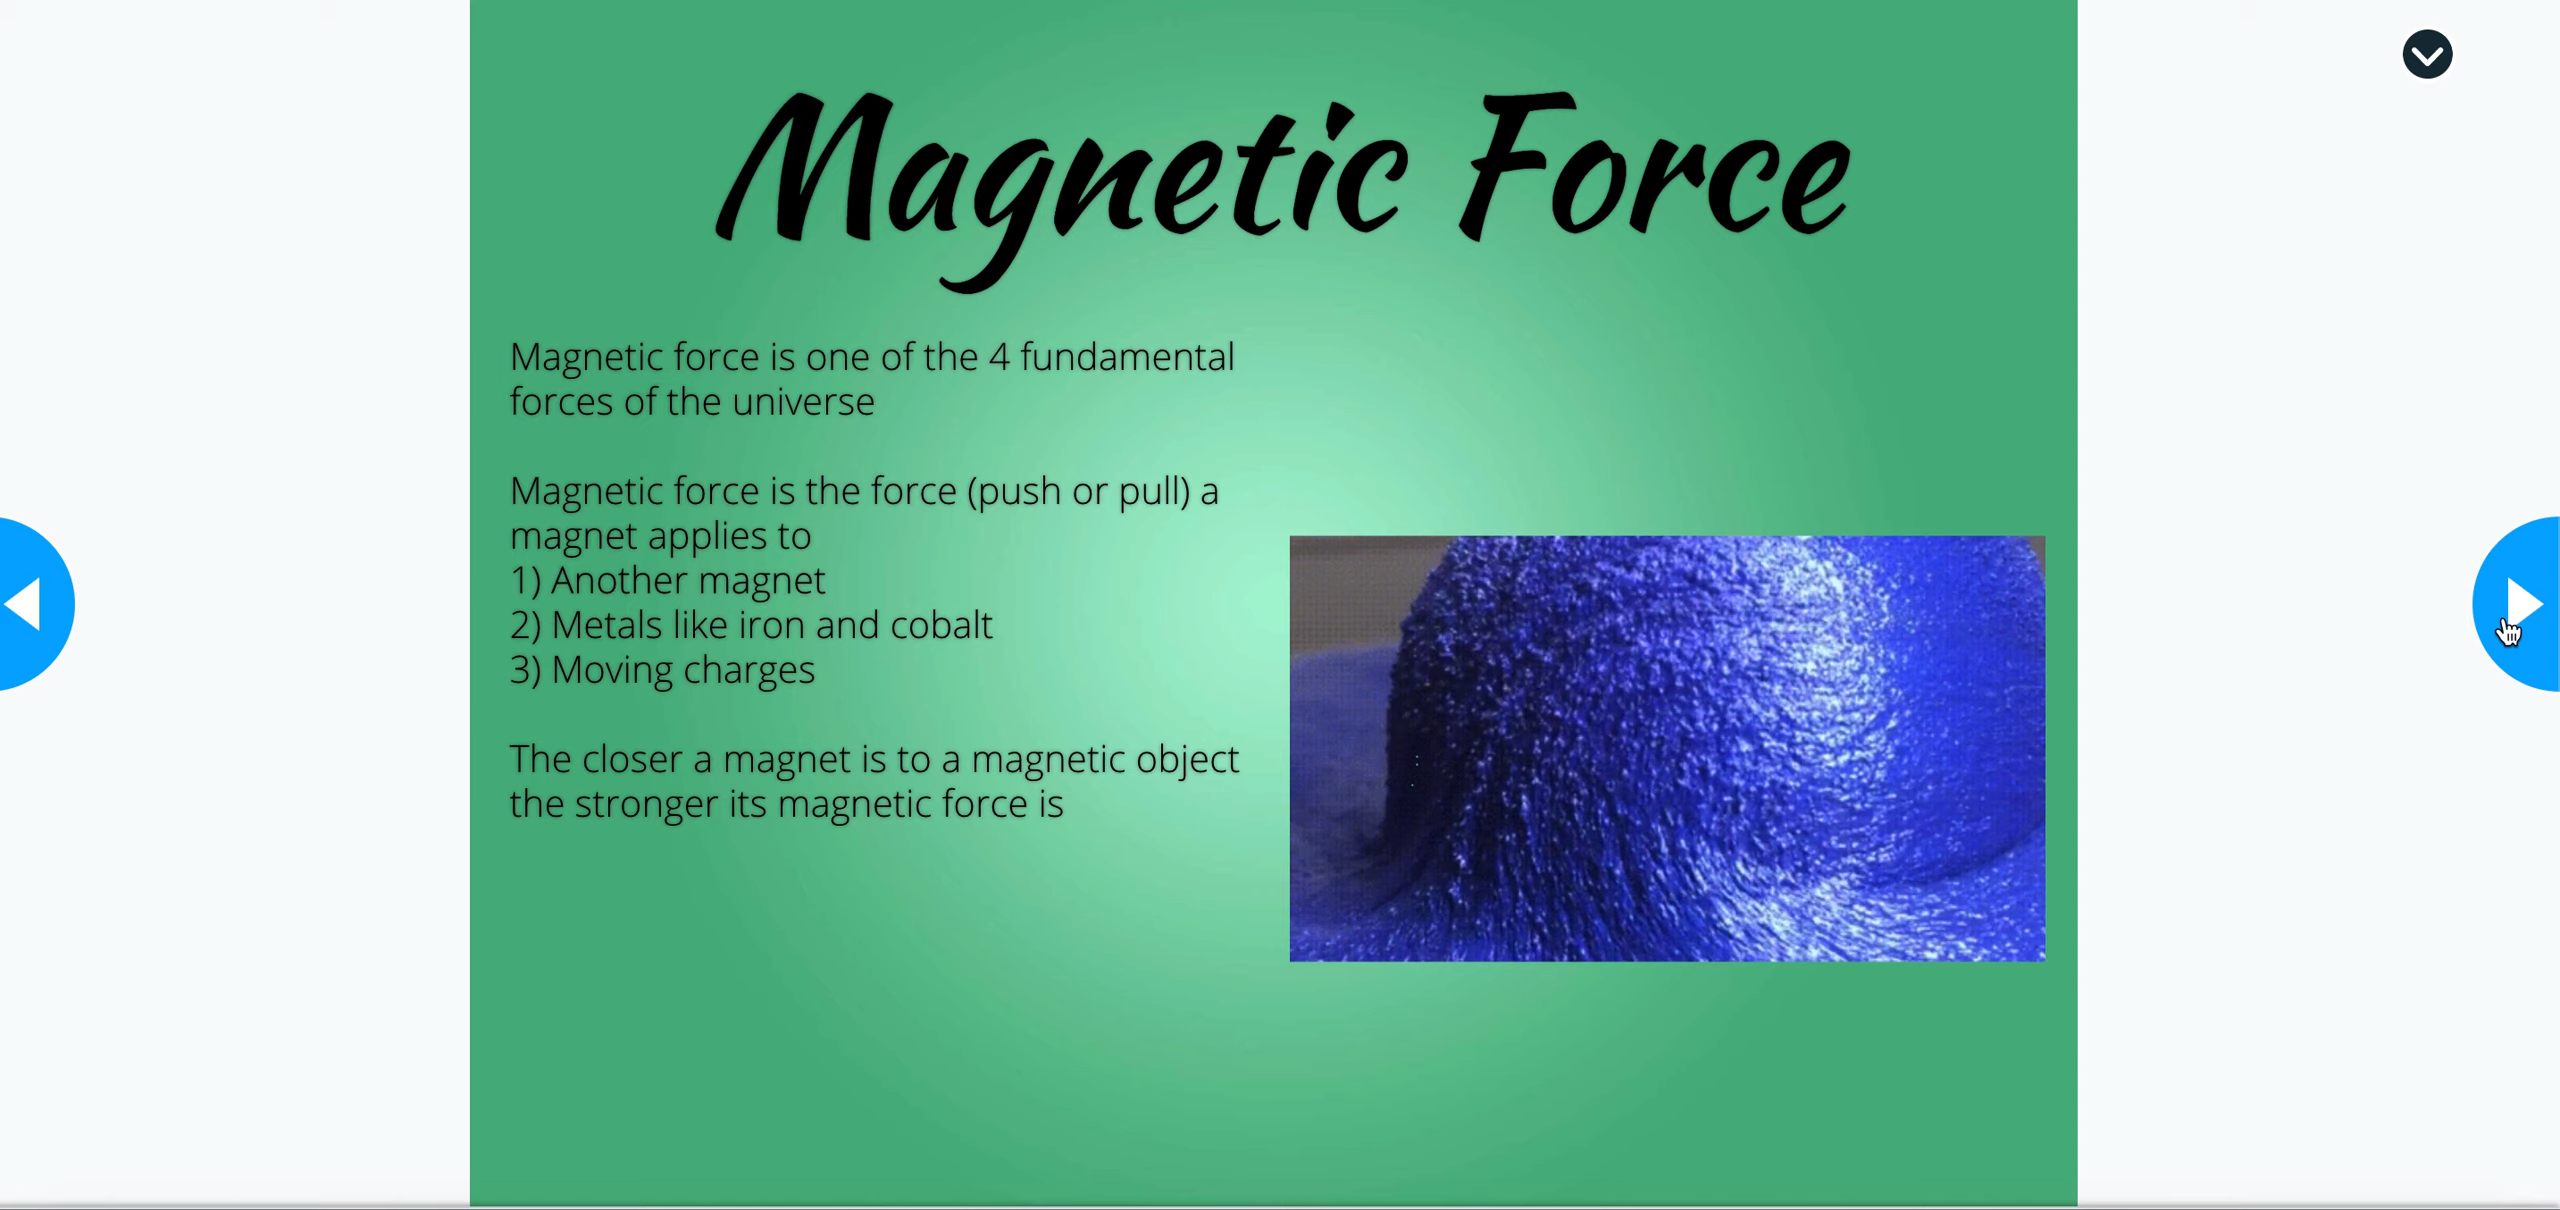 Magnetic Force
Magnetic force is one of the 4 fundamental
forces of the universe
Magnetic force is the force (push or pull) a
magnet applies to
1) Another magnet
2) Metals like iron and cobalt
3) Moving charges
The closer a magnet is to a magnetic object
the stronger its magnetic force is